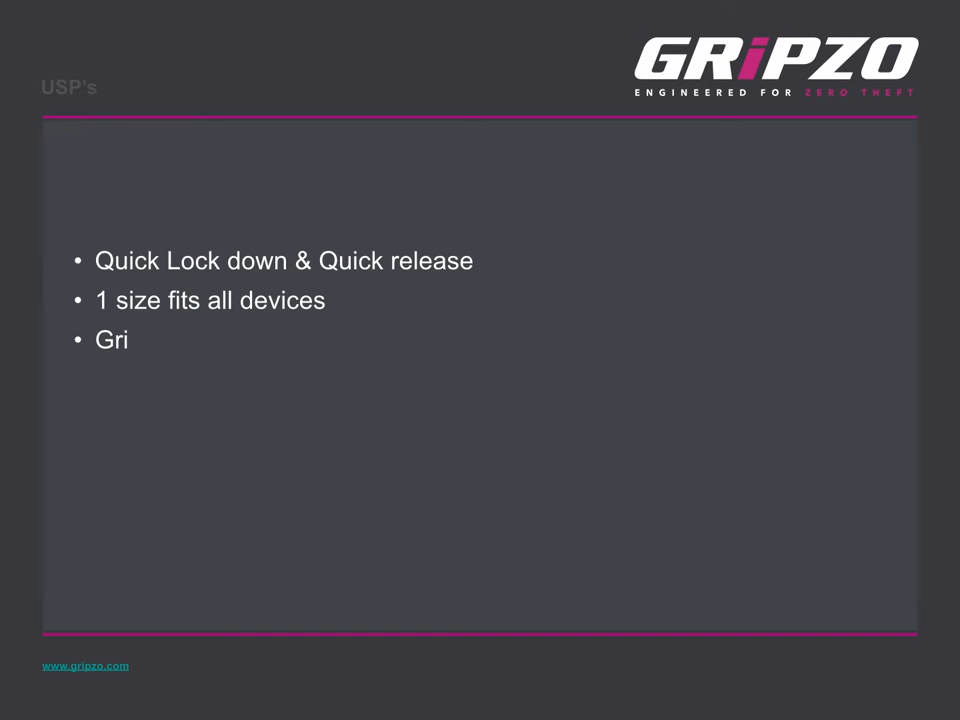 GRiPZO
ENGINEERED FOR ZERO THEFT
USP's
• Quick Lock down & Quick release
• 1 size fits all devices
• Gri
www.gripzo.com